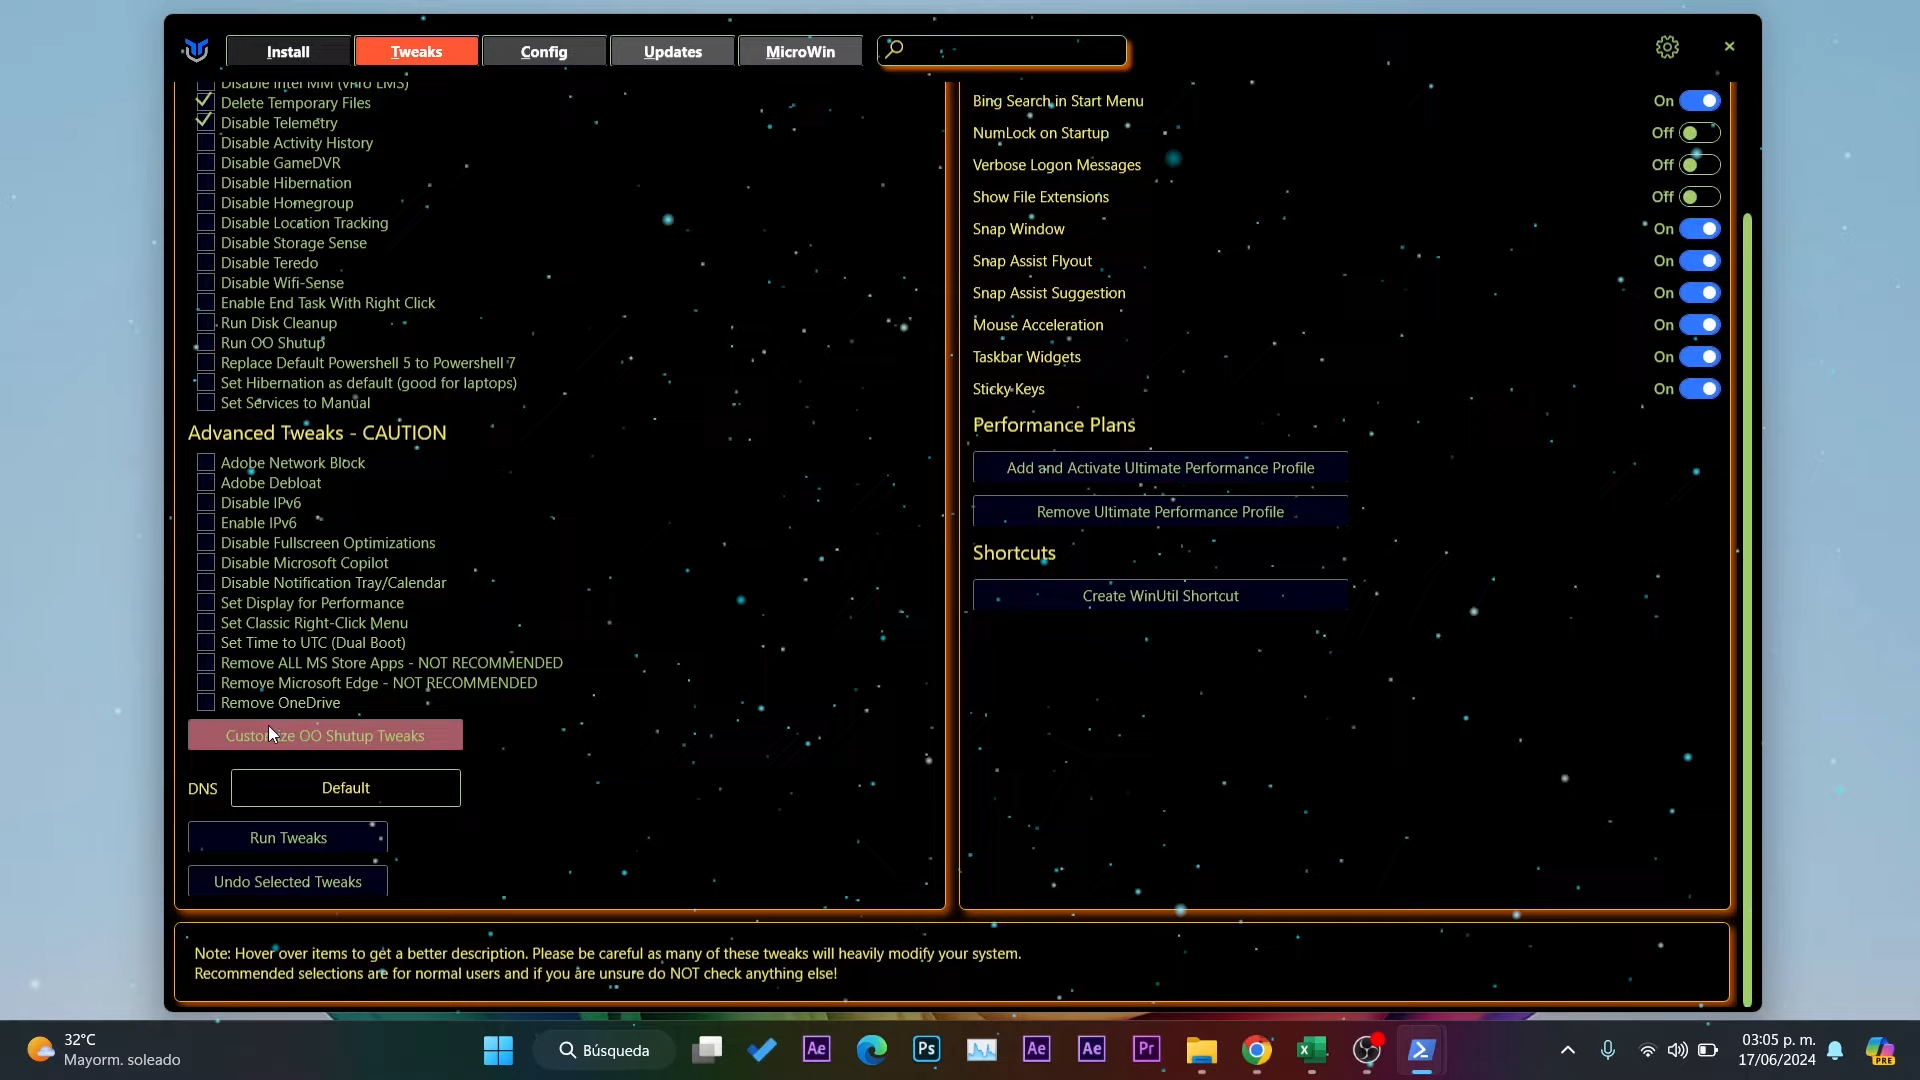 Install
Tweaks
Config
Updates
MicroWin
Disable Intel MM (vPro LMS)
Delete Temporary Files
Disable Telemetry
Disable Activity History
Disable GameDVR
Disable Hibernation
Disable Homegroup
Disable Location Tracking
Disable Storage Sense
Disable Teredo
Disable Wifi-Sense
Enable End Task With Right Click
Run Disk Cleanup
Run OO Shutup
Replace Default Powershell 5 to Powershell 7
Set Hibernation as default (good for laptops)
Set Services to Manual
Advanced Tweaks - CAUTION
Adobe Network Block
Adobe Debloat
Disable IPv6
Enable IPv6
Disable Fullscreen Optimizations
Disable Microsoft Copilot
Disable Notification Tray/Calendar
Set Display for Performance
Set Classic Right-Click Menu
Set Time to UTC (Dual Boot)
Remove ALL MS Store Apps - NOT RECOMMENDED
Remove Microsoft Edge - NOT RECOMMENDED
Remove OneDrive
Customize OO Shutup Tweaks
DNS Default
Run Tweaks
Undo Selected Tweaks
Bing Search in Start Menu On
NumLock on Startup Off
Verbose Logon Messages Off
Show File Extensions Off
Snap Window On
Snap Assist Flyout On
Snap Assist Suggestion On
Mouse Acceleration On
Taskbar Widgets On
Sticky Keys On
Performance Plans
Add and Activate Ultimate Performance Profile
Remove Ultimate Performance Profile
Shortcuts
Create WinUtil Shortcut
Note: Hover over items to get a better description. Please be careful as many of these tweaks will heavily modify your system.
Recommended selections are for normal users and if you are unsure do NOT check anything else!
32°C
Mayorm. soleado
Búsqueda
Ae
Ps
Ae
Ae
Pr
03:05 p. m.
17/06/2024
PRE